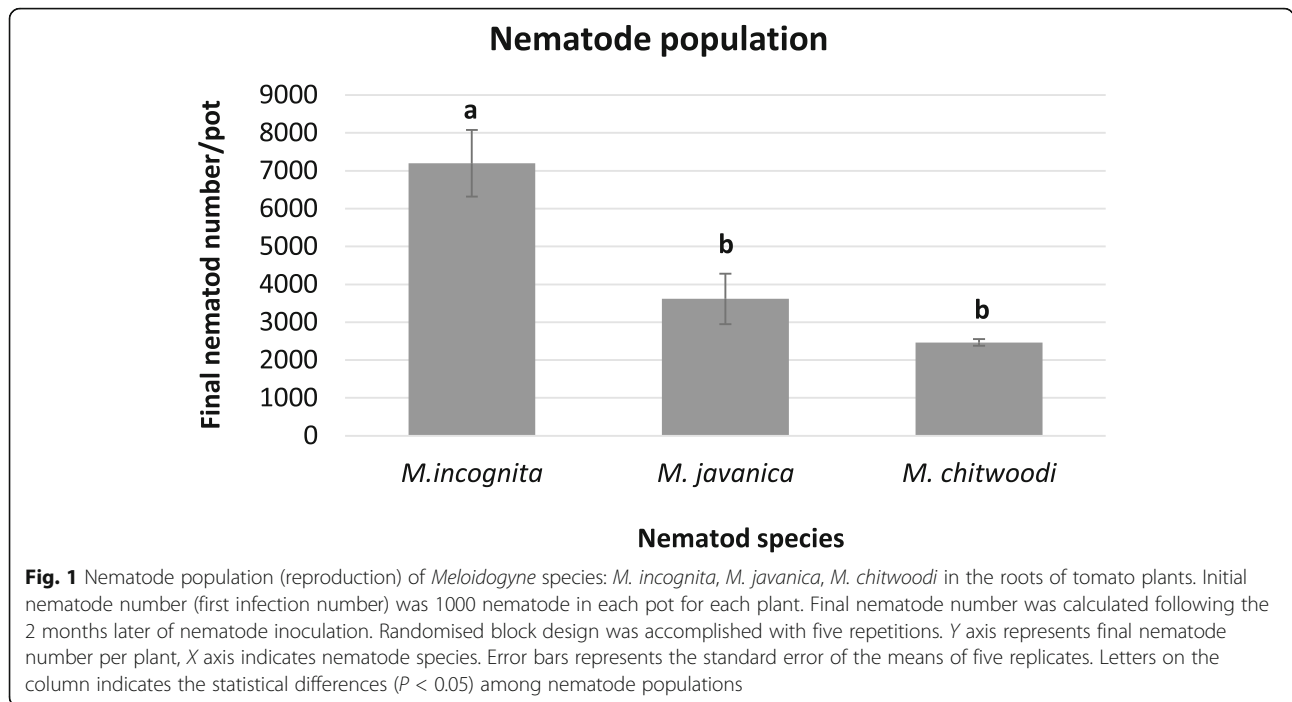 Nematode population
Final nematod number/pot
9000
8000
7000
6000
5000
4000
3000
2000
1000
0
a
b
b
M.incognita M. javanica M. chitwoodi
Nematod species
Fig. 1 Nematode population (reproduction) of Meloidogyne species: M. incognita, M. javanica, M. chitwoodi in the roots of tomato plants. Initial
nematode number (first infection number) was 1000 nematode in each pot for each plant. Final nematode number was calculated following the
2 months later of nematode inoculation. Randomised block design was accomplished with five repetitions. Y axis represents final nematode
number per plant, X axis indicates nematode species. Error bars represents the standard error of the means of five replicates. Letters on the
column indicates the statistical differences (P < 0.05) among nematode populations